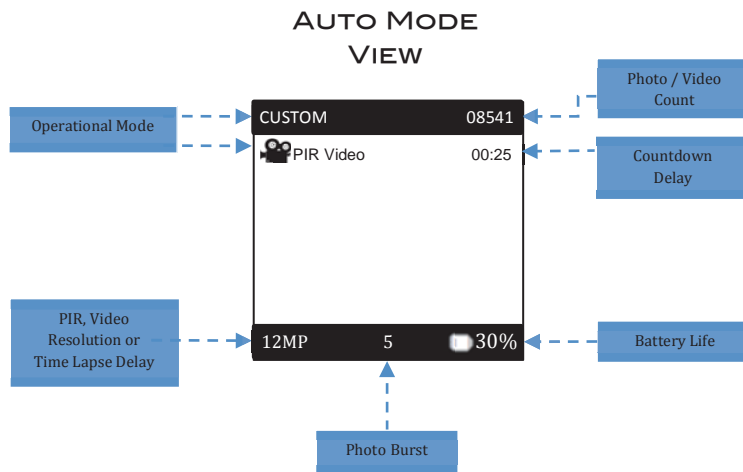 AUTO MODE
VIEW
Photo / Video
Count
Operational Mode
CUSTOM 08541
PIR Video 00:25
Countdown
Delay
PIR, Video
Resolution or
Time Lapse Delay
12MP 5 30%
Battery Life
Photo Burst